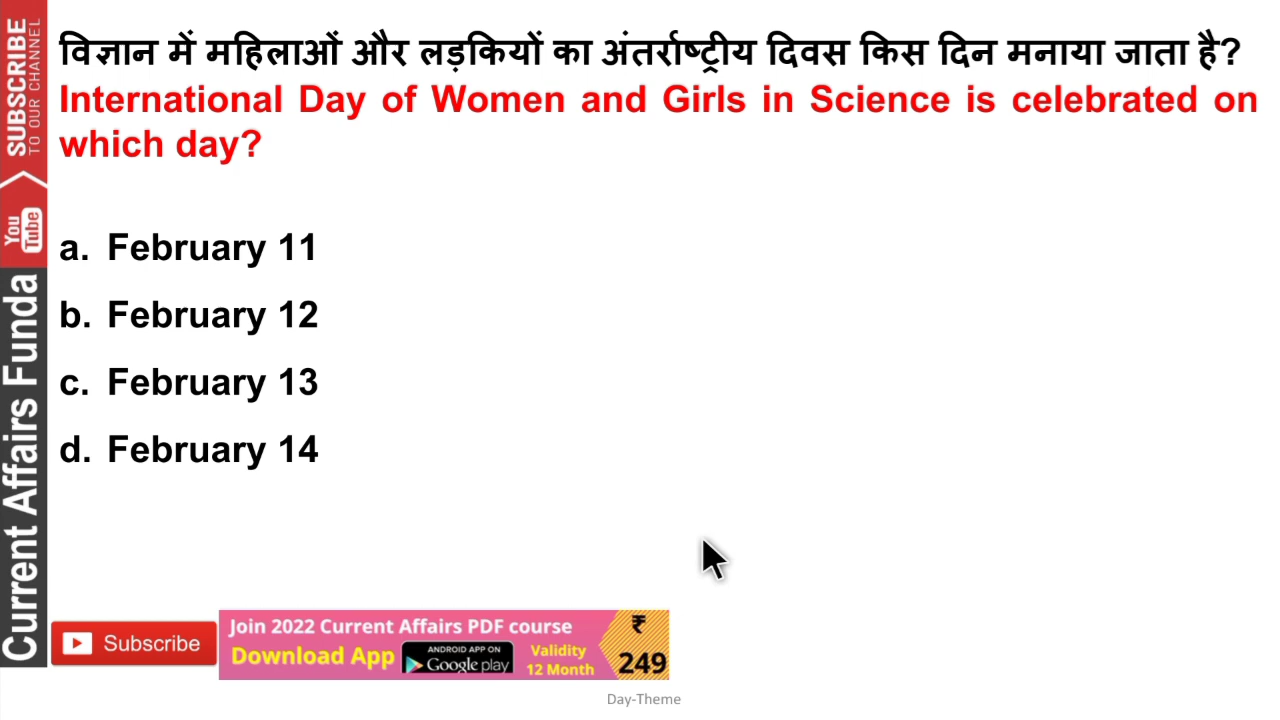 विज्ञान में महिलाओं और लड़कियों का अंतर्राष्ट्रीय दिवस किस दिन मनाया जाता है?
International Day of Women and Girls in Science is celebrated on
which day?
a. February 11
b. February 12
c. February 13
d. February 14
SUBSCRIBE
TO OUR CHANNEL
You
Tube
Current Affairs Funda
Subscribe
Join 2022 Current Affairs PDF course
Download App
ANDROID APP ON
Google play
Validity
12 Month
₹
249
Day-Theme